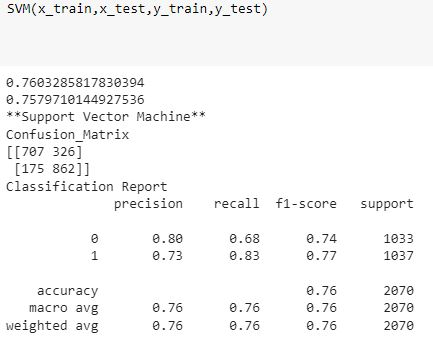 SVM(x_train,x_test,y_train,y_test)
0.7603285817830394
0.7579710144927536
**Support Vector Machine**
Confusion_Matrix
[[707 326]
 [175 862]]
Classification Report
precision recall f1-score support
0 0.80 0.68 0.74 1033
1 0.73 0.83 0.77 1037
accuracy 0.76 2070
macro avg 0.76 0.76 0.76 2070
weighted avg 0.76 0.76 0.76 2070